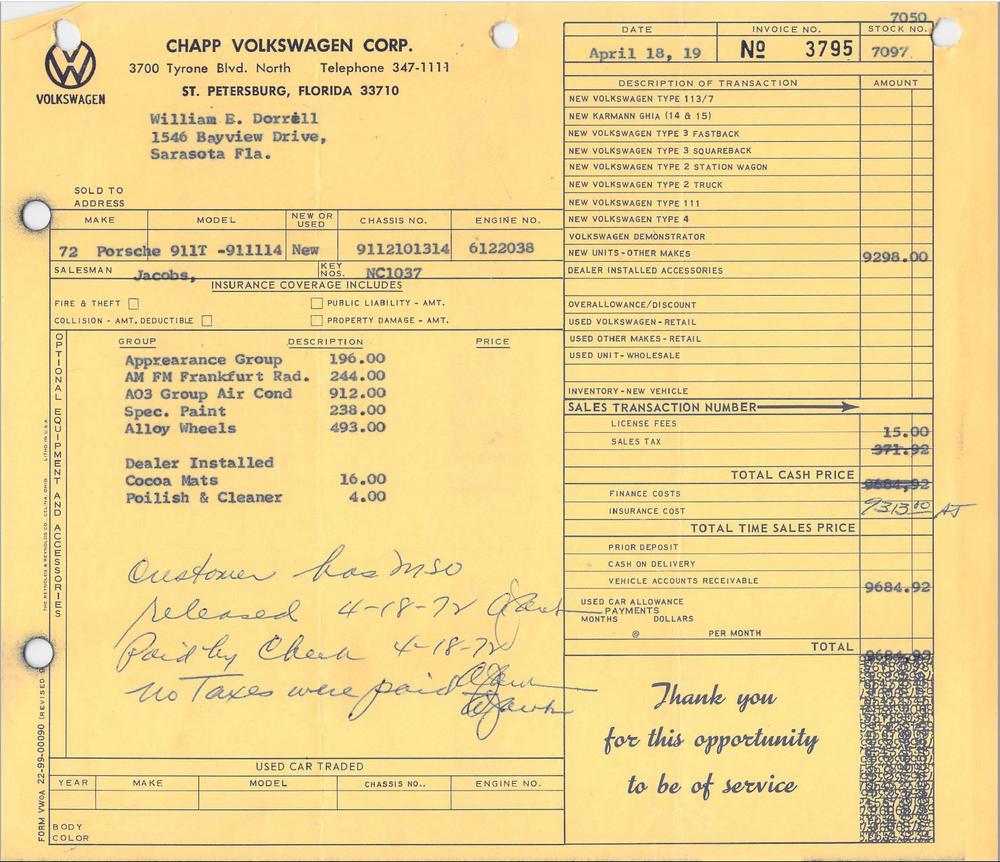 7050
CHAPP VOLKSWAGEN CORP.
3700 Tyrone Blvd. North Telephone 347-1111
ST. PETERSBURG, FLORIDA 33710
VOLKSWAGEN
DATE INVOICE NO. STOCK NO.
April 18, 19 No 3795 7097
William E. Dorrell
1546 Bayview Drive,
Sarasota Fla.
SOLD TO
ADDRESS
MAKE MODEL NEW OR USED CHASSIS NO. ENGINE NO.
72 Porsche 911T -911114 New 9112101314 6122038
SALESMAN Jacobs, KEY NOS. NC1037
INSURANCE COVERAGE INCLUDES
FIRE & THEFT PUBLIC LIABILITY - AMT.
COLLISION - AMT. DEDUCTIBLE PROPERTY DAMAGE - AMT.
OPTIONAL EQUIPMENT AND ACCESSORIES
GROUP DESCRIPTION PRICE
Apprearance Group 196.00
AM FM Frankfurt Rad. 244.00
AO3 Group Air Cond 912.00
Spec. Paint 238.00
Alloy Wheels 493.00
Dealer Installed
Cocoa Mats 16.00
Poilish & Cleaner 4.00
Customer has MSO
released 4-18-72
Paid by Check 4-18-72
no Taxes were paid
USED CAR TRADED
YEAR MAKE MODEL CHASSIS NO.. ENGINE NO.
BODY
COLOR
FORM VWOA 22-99-00090 (REVISED
THE REYNOLDS & REYNOLDS CO. CELINA OHIO LITHO IN U.S.A.
DESCRIPTION OF TRANSACTION AMOUNT
NEW VOLKSWAGEN TYPE 113/7
NEW KARMANN GHIA (14 & 15)
NEW VOLKSWAGEN TYPE 3 FASTBACK
NEW VOLKSWAGEN TYPE 3 SQUAREBACK
NEW VOLKSWAGEN TYPE 2 STATION WAGON
NEW VOLKSWAGEN TYPE 2 TRUCK
NEW VOLKSWAGEN TYPE 111
NEW VOLKSWAGEN TYPE 4
VOLKSWAGEN DEMONSTRATOR
NEW UNITS - OTHER MAKES 9298.00
DEALER INSTALLED ACCESSORIES
OVERALLOWANCE/DISCOUNT
USED VOLKSWAGEN - RETAIL
USED OTHER MAKES - RETAIL
USED UNIT - WHOLESALE
INVENTORY - NEW VEHICLE
SALES TRANSACTION NUMBER
LICENSE FEES 15.00
SALES TAX 371.92
TOTAL CASH PRICE 9684,92
FINANCE COSTS
INSURANCE COST 9313.00 AJ
TOTAL TIME SALES PRICE
PRIOR DEPOSIT
CASH ON DELIVERY
VEHICLE ACCOUNTS RECEIVABLE 9684.92
USED CAR ALLOWANCE
PAYMENTS
MONTHS DOLLARS
@ PER MONTH
TOTAL 9684.92
Thank you
for this opportunity
to be of service